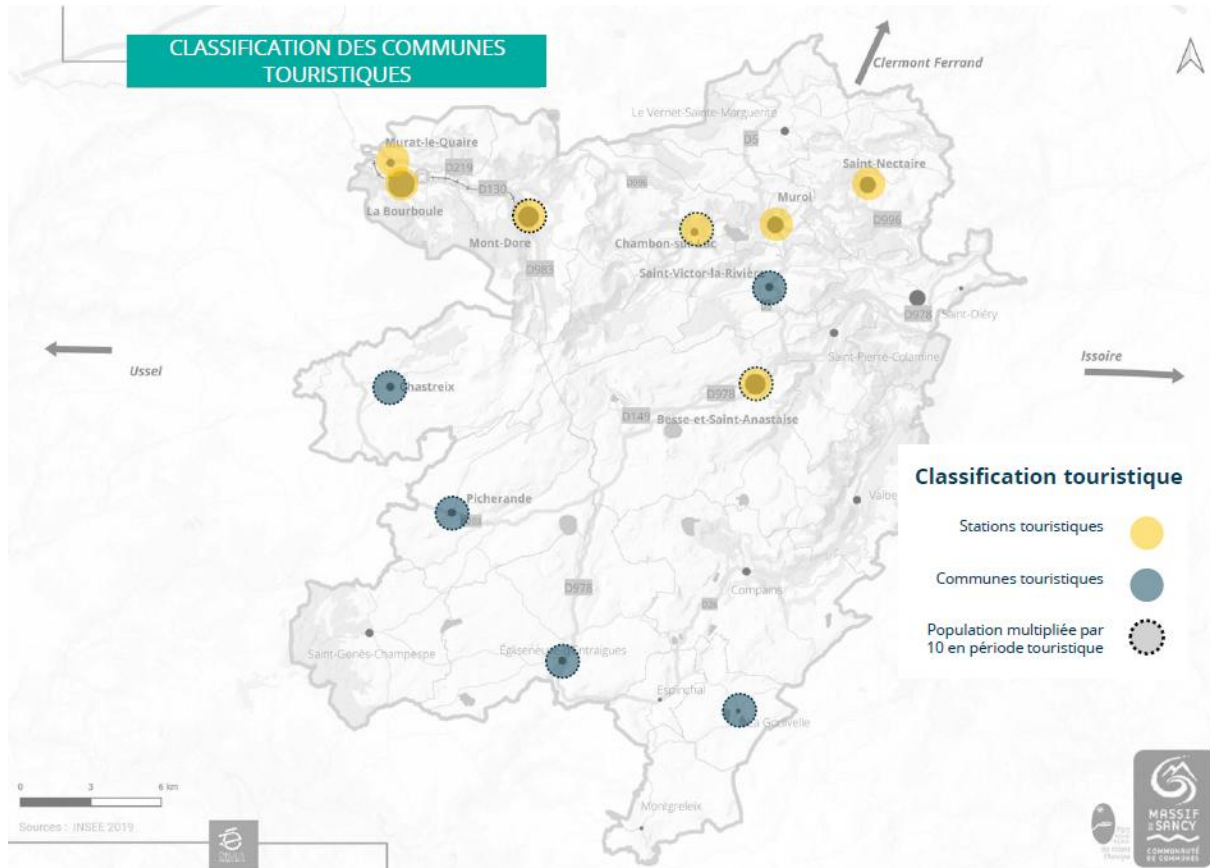 CLASSIFICATION DES COMMUNES
TOURISTIQUES
Clermont Ferrand
Le Vernet-Sainte-Marguerite
D5
Murat-le-Quaire
D219
D996
Saint-Nectaire
D130
Murol
La Bourboule
D996
Mont-Dore
Chambon-sur-Lac
D983
Saint-Victor-la-Rivière
D978
Saint-Diéry
Saint-Pierre-Colamine
Ussel
Issoire
Chastreix
D978
D149
Besse-et-Saint-Anastaise
Classification touristique
Picherande
Stations touristiques
Communes touristiques
D978
Compains
D26
Population multipliée par
10 en période touristique
Saint-Genès-Champespe
Espinchal
Montgreleix
0 3 6 km
Sources : INSEE 2019
MASSIF
DU SANCY
COMMUNAUTÉ
DE COMMUNES